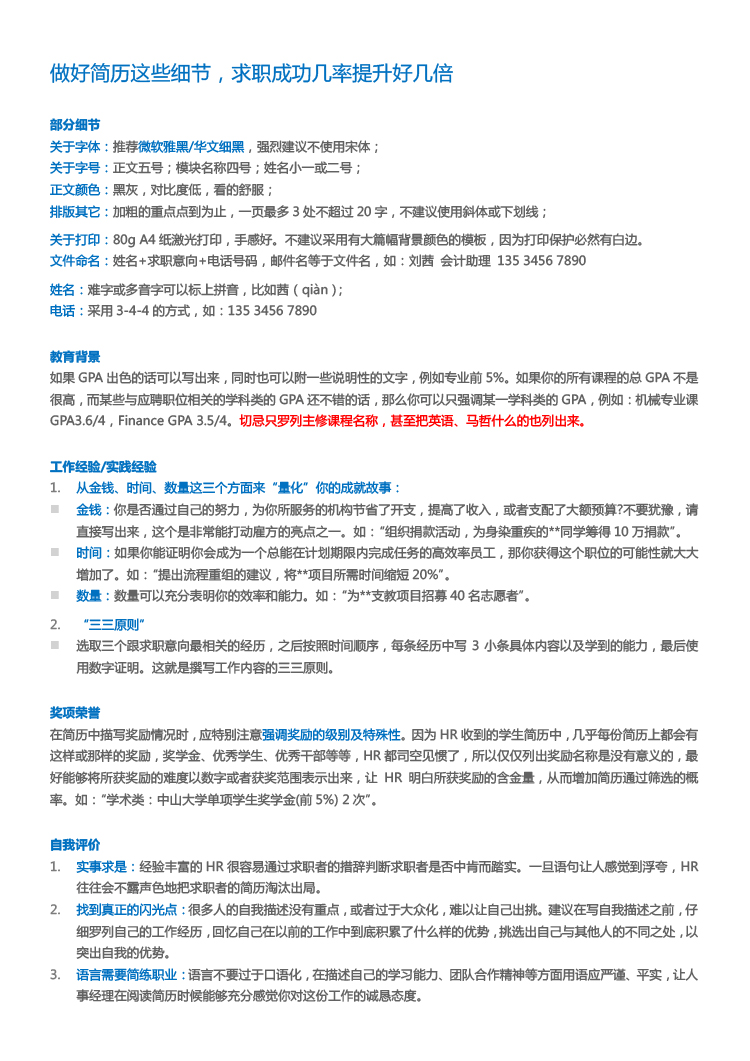 做好简历这些细节，求职成功几率提升好几倍
部分细节
关于字体：推荐微软雅黑/华文细黑，强烈建议不使用宋体；
关于字号：正文五号；模块名称四号；姓名小一或二号；
正文颜色：黑灰，对比度低，看的舒服；
排版其它：加粗的重点点到为止，一页最多 3 处不超过 20 字，不建议使用斜体或下划线；
关于打印：80g A4 纸激光打印，手感好。不建议采用有大篇幅背景颜色的模板，因为打印保护必然有白边。
文件命名：姓名+求职意向+电话号码，邮件名等于文件名，如：刘茜 会计助理 135 3456 7890
姓名：难字或多音字可以标上拼音，比如茜（qiàn）；
电话：采用 3-4-4 的方式，如：135 3456 7890
教育背景
如果 GPA 出色的话可以写出来，同时也可以附一些说明性的文字，例如专业前 5%。如果你的所有课程的总 GPA 不是
很高，而某些与应聘职位相关的学科类的 GPA 还不错的话，那么你可以只强调某一学科类的 GPA，例如：机械专业课
GPA3.6/4，Finance GPA 3.5/4。切忌只罗列主修课程名称，甚至把英语、马哲什么的也列出来。
工作经验/实践经验
1. 从金钱、时间、数量这三个方面来“量化”你的成就故事：
■ 金钱：你是否通过自己的努力，为你所服务的机构节省了开支，提高了收入，或者支配了大额预算?不要犹豫，请
直接写出来，这个是非常能打动雇方的亮点之一。如：“组织捐款活动，为身染重疾的**同学筹得 10 万捐款”。
■ 时间：如果你能证明你会成为一个总能在计划期限内完成任务的高效率员工，那你获得这个职位的可能性就大大
增加了。如：“提出流程重组的建议，将**项目所需时间缩短 20%”。
■ 数量：数量可以充分表明你的效率和能力。如：“为**支教项目招募 40 名志愿者”。
2. “三三原则”
■ 选取三个跟求职意向最相关的经历，之后按照时间顺序，每条经历中写 3 小条具体内容以及学到的能力，最后使
用数字证明。这就是撰写工作内容的三三原则。
奖项荣誉
在简历中描写奖励情况时，应特别注意强调奖励的级别及特殊性。因为 HR 收到的学生简历中，几乎每份简历上都会有
这样或那样的奖励，奖学金、优秀学生、优秀干部等等，HR 都司空见惯了，所以仅仅列出奖励名称是没有意义的，最
好能够将所获奖励的难度以数字或者获奖范围表示出来，让 HR 明白所获奖励的含金量，从而增加简历通过筛选的概
率。如：“学术类：中山大学单项学生奖学金(前 5%) 2 次”。
自我评价
1. 实事求是：经验丰富的 HR 很容易通过求职者的措辞判断求职者是否中肯而踏实。一旦语句让人感觉到浮夸，HR
往往会不露声色地把求职者的简历淘汰出局。
2. 找到真正的闪光点：很多人的自我描述没有重点，或者过于大众化，难以让自己出挑。建议在写自我描述之前，仔
细罗列自己的工作经历，回忆自己在以前的工作中到底积累了什么样的优势，挑选出自己与其他人的不同之处，以
突出自我的优势。
3. 语言需要简练职业：语言不要过于口语化，在描述自己的学习能力、团队合作精神等方面用语应严谨、平实，让人
事经理在阅读简历时候能够充分感觉你对这份工作的诚恳态度。